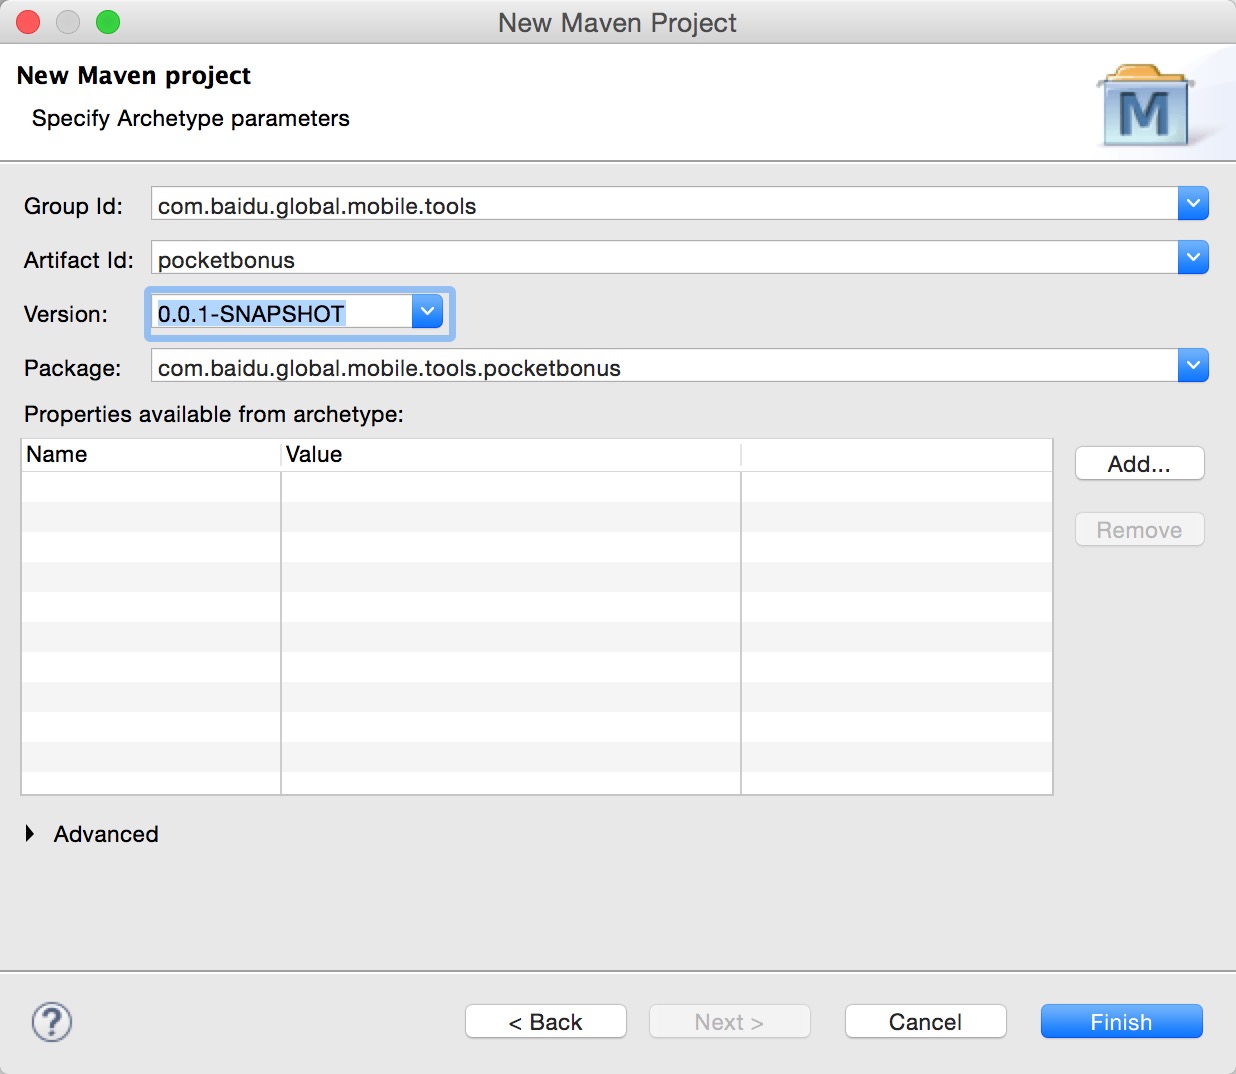 New Maven Project
New Maven project
Specify Archetype parameters
M
Group Id: com.baidu.global.mobile.tools
Artifact Id: pocketbonus
Version: 0.0.1-SNAPSHOT
Package: com.baidu.global.mobile.tools.pocketbonus
Properties available from archetype:
Name Value
Add...
Remove
Advanced
? < Back Next > Cancel Finish